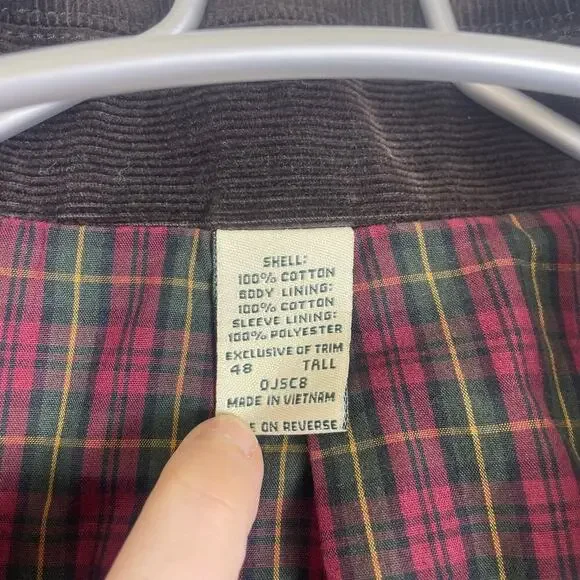 SHELL:
100% COTTON
BODY LINING:
100% COTTON
SLEEVE LINING:
100% POLYESTER
EXCLUSIVE OF TRIM
48 TALL
0J5C8
MADE IN VIETNAM
ON REVERSE